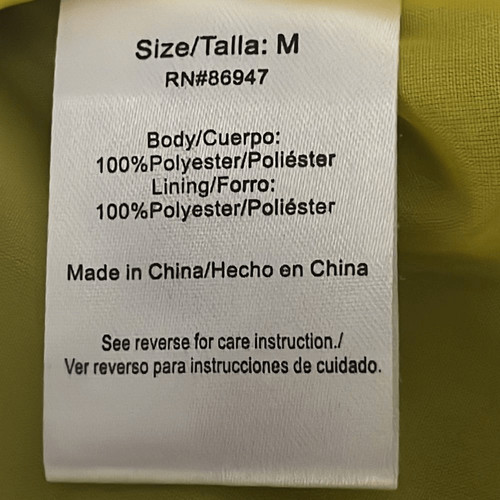 Size/Talla: M
RN#86947
Body/Cuerpo:
100%Polyester/Poliéster
Lining/Forro:
100%Polyester/Poliéster
Made in China/Hecho en China
See reverse for care instruction./
Ver reverso para instrucciones de cuidado.